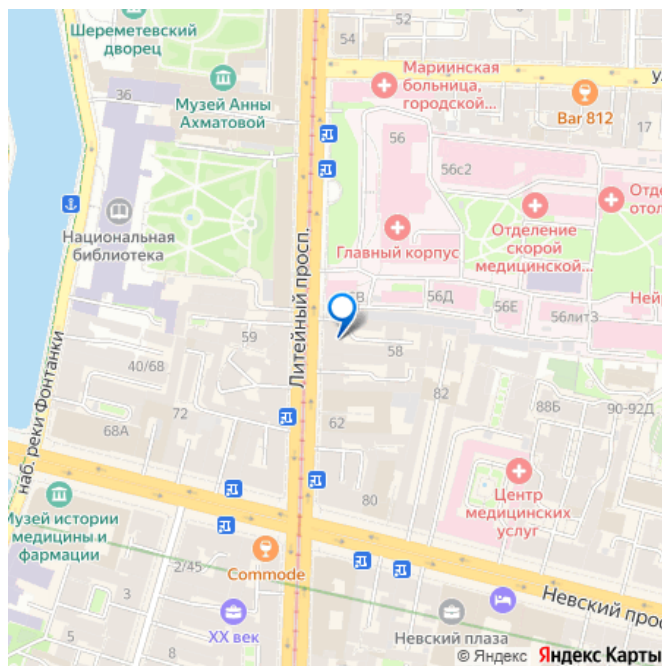 Шереметевский
дворец
54
52
Мариинская
больница,
городской...
36
Музей Анны
Ахматовой
Bar 812
17
56
56с2
Национальная
библиотека
Главный корпус
Отделение
скорой
медицинской...
Отде
отол
Литейный просп.
56Д
56Е
56литЗ
Ней
59
58
40/68
наб. реки Фонтанки
72
82
88Б
90-92Д
68А
62
80
Центр
медицинских
услуг
Музей истории
медицины и
фармации
Commode
2/45
3
5
7
8
XX век
Невский прос
Невский плаза
© Яндекс Яндекс Карты